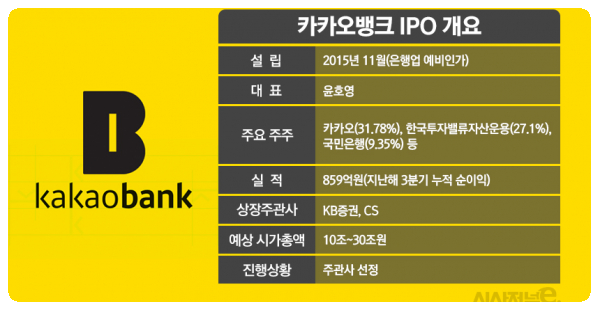 카카오뱅크 IPO 개요
kakaobank
설 립
2015년 11월(은행업 예비인가)
대 표
윤호영
주요 주주
카카오(31.78%), 한국투자밸류자산운용(27.1%),
국민은행(9.35%) 등
실 적
859억원(지난해 3분기 누적 순이익)
상장주관사
KB증권, CS
예상 시가총액
10조~30조원
진행상황
주관사 선정
시사저널e